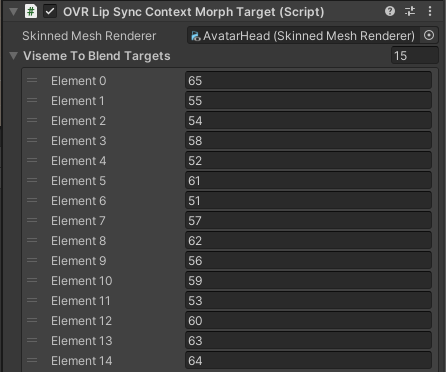 OVR Lip Sync Context Morph Target (Script)
Skinned Mesh Renderer AvatarHead (Skinned Mesh Renderer)
Viseme To Blend Targets 15
Element 0 65
Element 1 55
Element 2 54
Element 3 58
Element 4 52
Element 5 61
Element 6 51
Element 7 57
Element 8 62
Element 9 56
Element 10 59
Element 11 53
Element 12 60
Element 13 63
Element 14 64